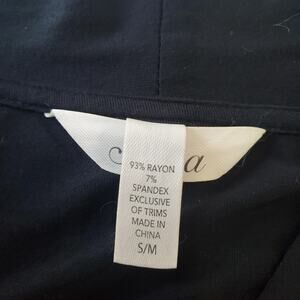 93% RAYON
7%
SPANDEX
EXCLUSIVE
OF TRIMS
MADE IN
CHINA
S/M